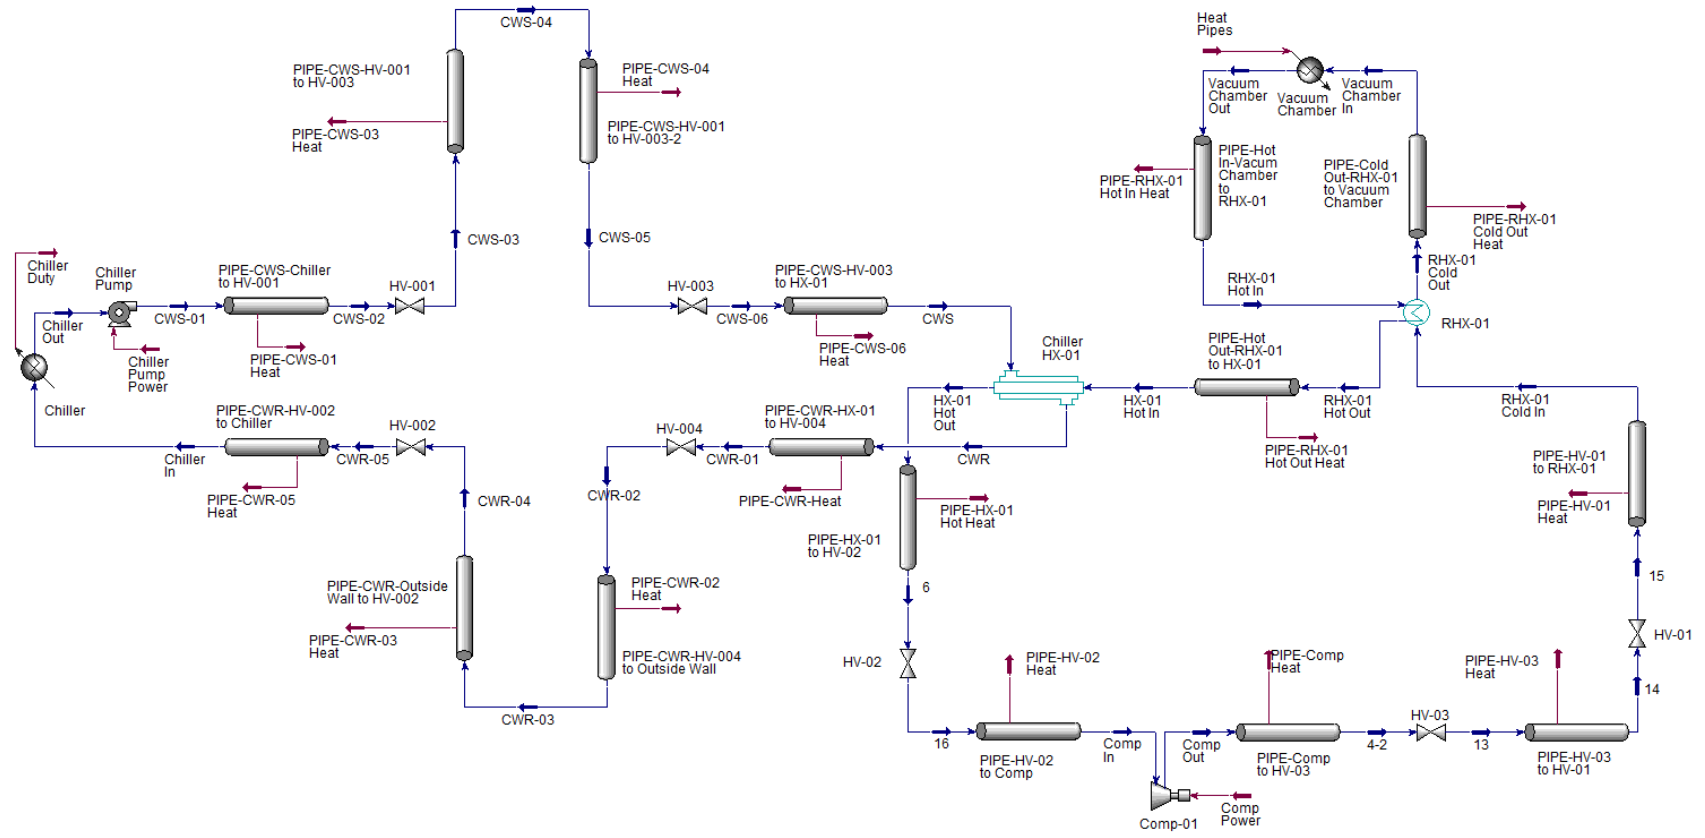 CWS-04
PIPE-CWS-HV-001
to HV-003
PIPE-CWS-04
Heat
PIPE-CWS-03
Heat
PIPE-CWS-HV-001
to HV-003-2
CWS-03
CWS-05
Chiller
Duty
Chiller
Pump
PIPE-CWS-Chiller
to HV-001
HV-001
Chiller
Out
CWS-01
CWS-02
Chiller
Pump
Power
PIPE-CWS-01
Heat
HV-003
PIPE-CWS-HV-003
to HX-01
CWS-06
CWS
PIPE-CWS-06
Heat
Chiller
HX-01
Chiller
PIPE-CWR-HV-002
to Chiller
HV-002
Chiller
In
CWR-05
PIPE-CWR-05
Heat
CWR-04
HV-004
PIPE-CWR-HX-01
to HV-004
CWR-01
CWR
CWR-02
PIPE-CWR-Heat
HX-01
Hot
Out
HX-01
Hot In
PIPE-CWR-Outside
Wall to HV-002
PIPE-CWR-03
Heat
PIPE-CWR-02
Heat
PIPE-CWR-HV-004
to Outside Wall
CWR-03
Heat
Pipes
Vacuum
Chamber
Out
Vacuum
Chamber
Vacuum
Chamber
In
PIPE-RHX-01
Hot In Heat
PIPE-Hot
In-Vacum
Chamber
to
RHX-01
PIPE-Cold
Out-RHX-01
to Vacuum
Chamber
PIPE-RHX-01
Cold Out
Heat
RHX-01
Hot In
RHX-01
Cold
Out
RHX-01
PIPE-Hot
Out-RHX-01
to HX-01
RHX-01
Hot Out
RHX-01
Cold In
PIPE-RHX-01
Hot Out Heat
PIPE-HV-01
to RHX-01
PIPE-HV-01
Heat
PIPE-HX-01
Hot Heat
PIPE-HX-01
to HV-02
6
15
HV-02
HV-01
PIPE-HV-02
Heat
PIPE-Comp
Heat
PIPE-HV-03
Heat
14
16
PIPE-HV-02
to Comp
Comp
In
Comp
Out
PIPE-Comp
to HV-03
4-2
HV-03
13
PIPE-HV-03
to HV-01
Comp-01
Comp
Power